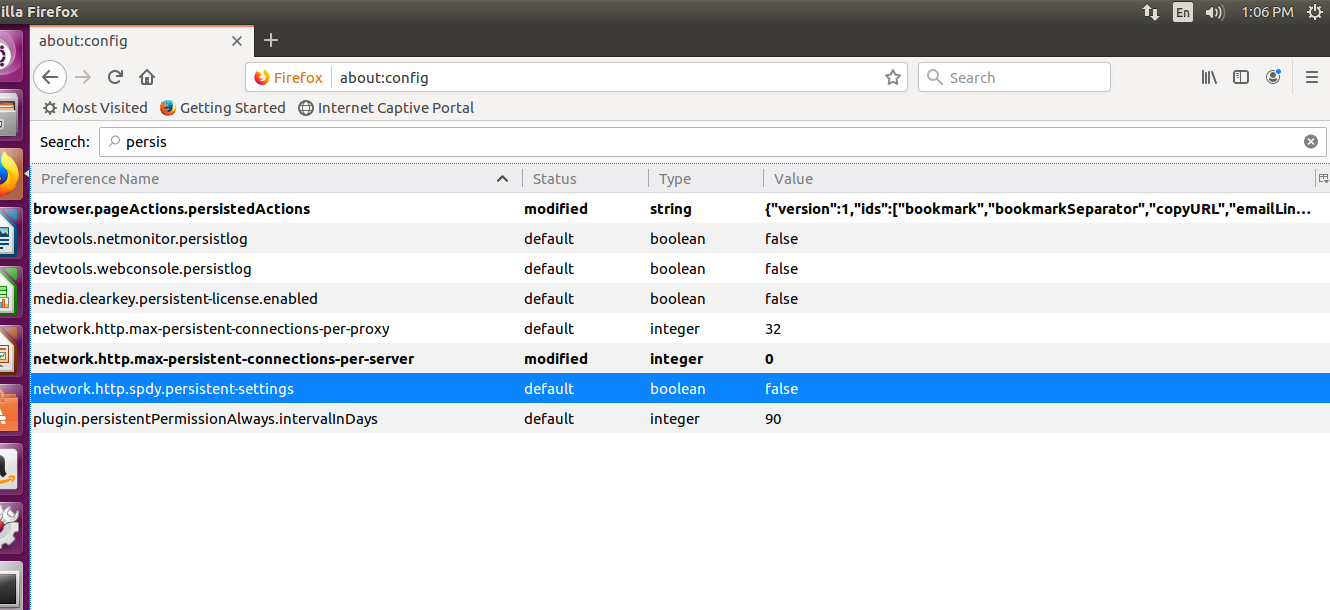 illa Firefox En 1:06 PM
about:config
Firefox about:config Search
Most Visited Getting Started Internet Captive Portal
Search: persis
Preference Name Status Type Value
browser.pageActions.persistedActions modified string {"version":1,"ids":["bookmark","bookmarkSeparator","copyURL","emailLin...
devtools.netmonitor.persistlog default boolean false
devtools.webconsole.persistlog default boolean false
media.clearkey.persistent-license.enabled default boolean false
network.http.max-persistent-connections-per-proxy default integer 32
network.http.max-persistent-connections-per-server modified integer 0
network.http.spdy.persistent-settings default boolean false
plugin.persistentPermissionAlways.intervalInDays default integer 90